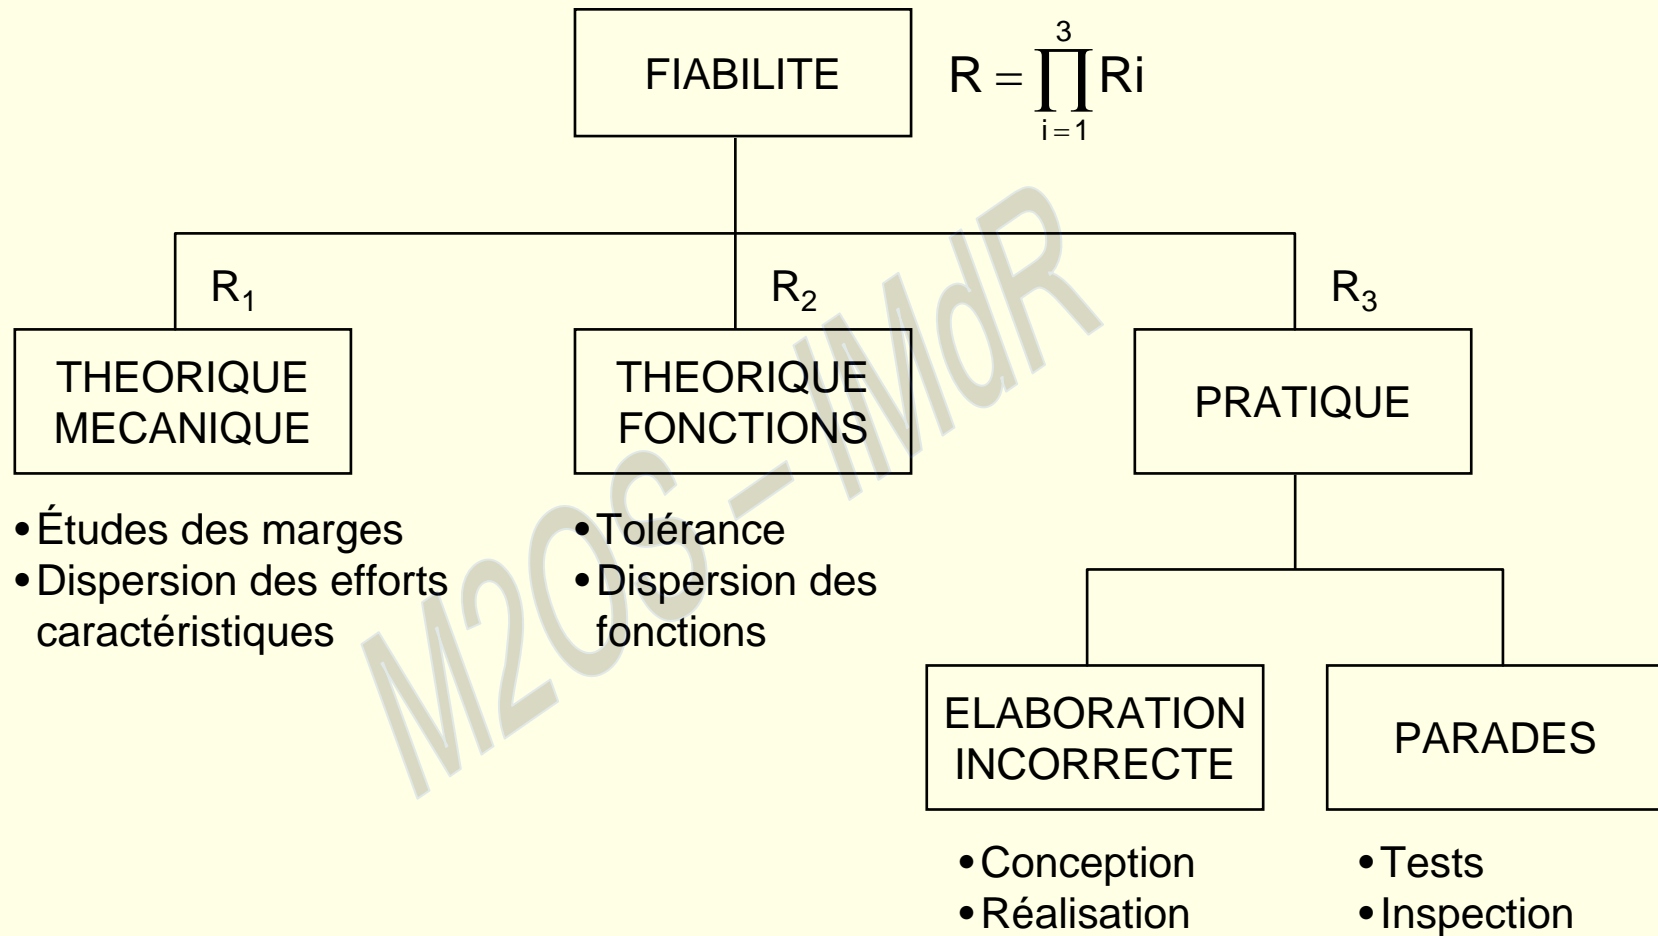 FIABILITE
R = ∏ Ri
3
i = 1
R1
R2
R3
THEORIQUE
MECANIQUE
THEORIQUE
FONCTIONS
PRATIQUE
• Études des marges
• Dispersion des efforts
caractéristiques
• Tolérance
• Dispersion des
fonctions
ELABORATION
INCORRECTE
PARADES
• Conception
• Réalisation
• Tests
• Inspection
M2OS – IMdR